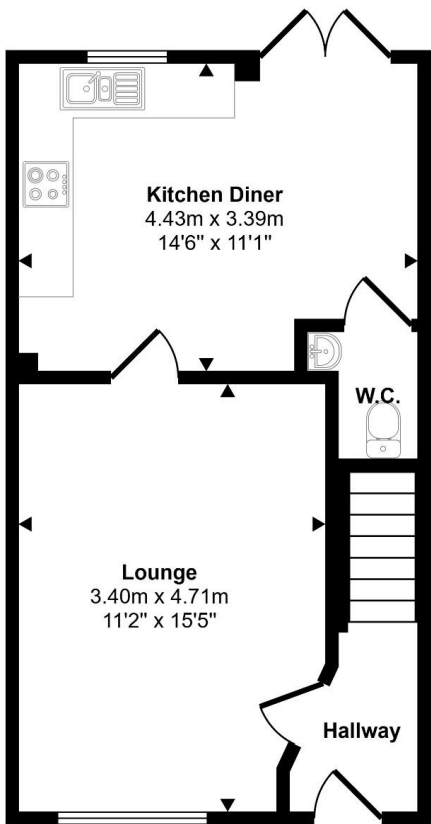 Kitchen Diner
4.43m x 3.39m
14'6" x 11'1"
W.C.
Lounge
3.40m x 4.71m
11'2" x 15'5"
Hallway